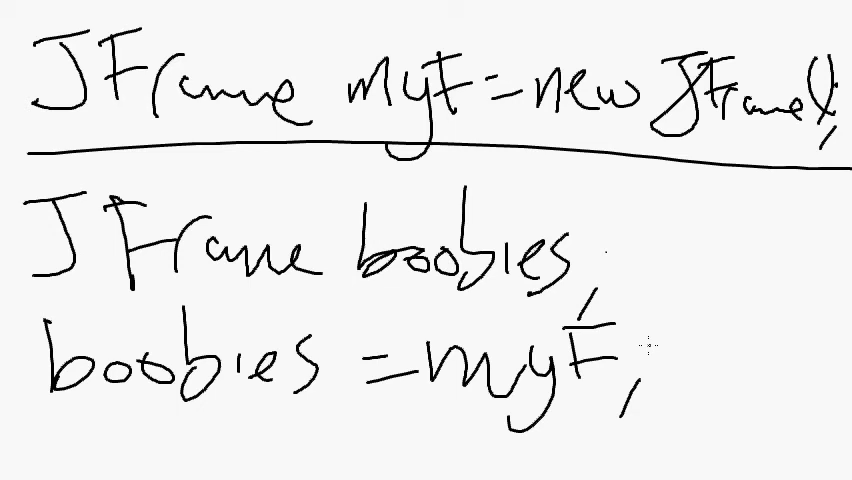 JFrame myF = new JFrame();
JFrame boobies;
boobies = myF;